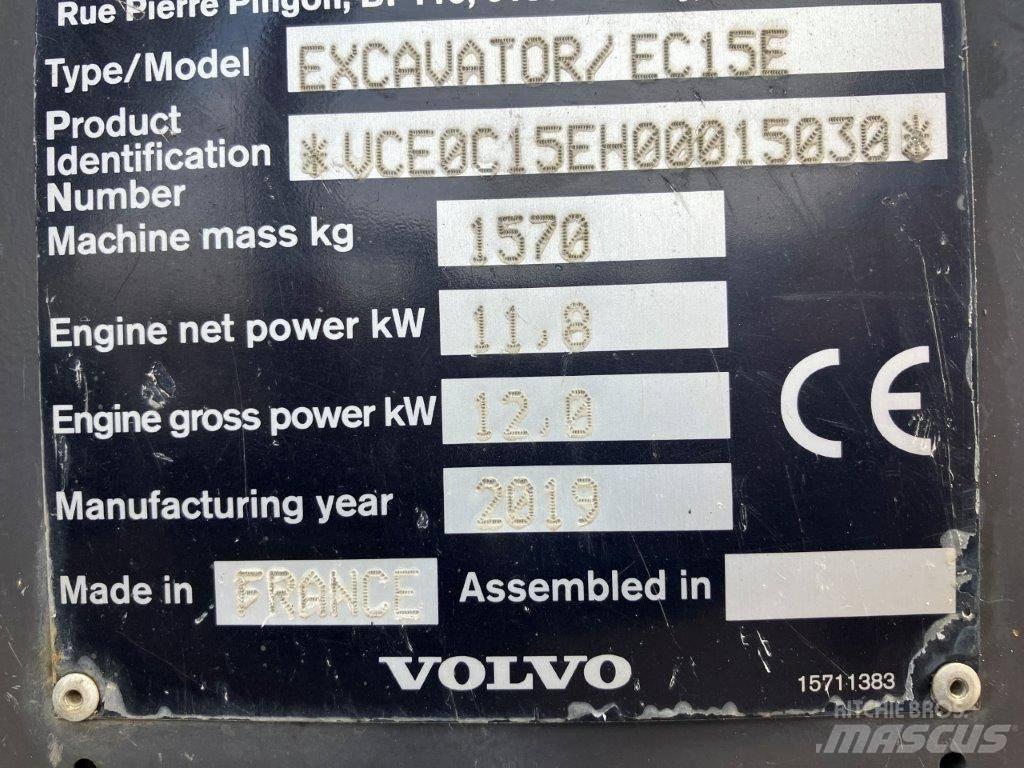 Rue Pierre Pingon, BP
Type/Model EXCAVATOR/ EC15E
Product
Identification *VCE0C15EH00015030*
Number
Machine mass kg 1570
Engine net power kW 11,8
Engine gross power kW 12,0
Manufacturing year 2019
Made in FRANCE Assembled in
VOLVO
15711383
RITCHIE BROS.
MASCUS